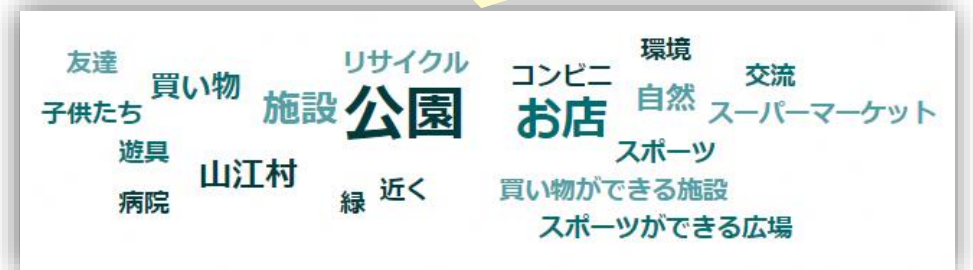 友達
買い物
子供たち
遊具
病院
山江村
リサイクル
施設
公園
緑
近く
コンビニ
お店
環境
自然
交流
スーパーマーケット
スポーツ
買い物ができる施設
スポーツができる広場